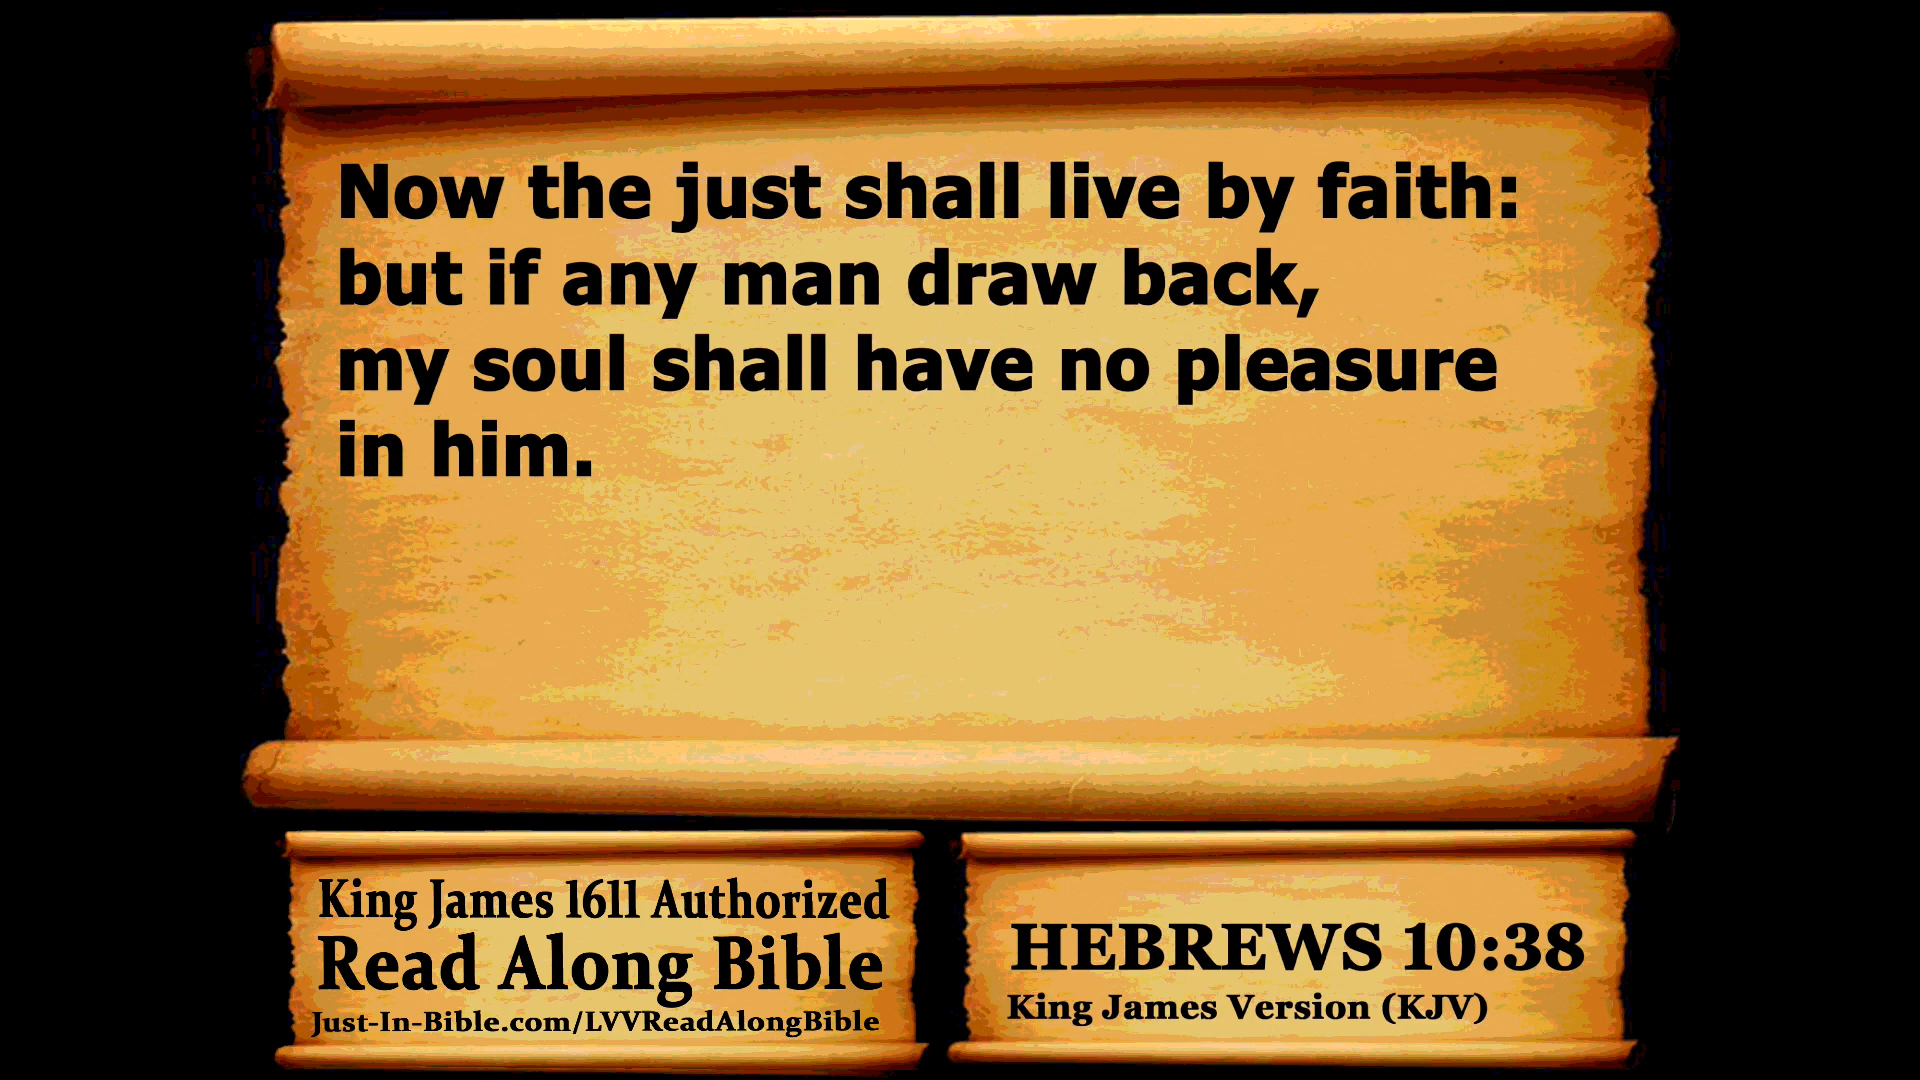 Now the just shall live by faith:
but if any man draw back,
my soul shall have no pleasure
in him.
King James 1611 Authorized
Read Along Bible
Just-In-Bible.com/LVVReadAlongBible
HEBREWS 10:38
King James Version (KJV)